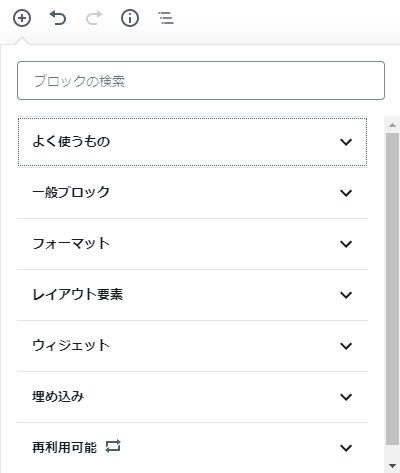 ブロックの検索
よく使うもの
一般ブロック
フォーマット
レイアウト要素
ウィジェット
埋め込み
再利用可能